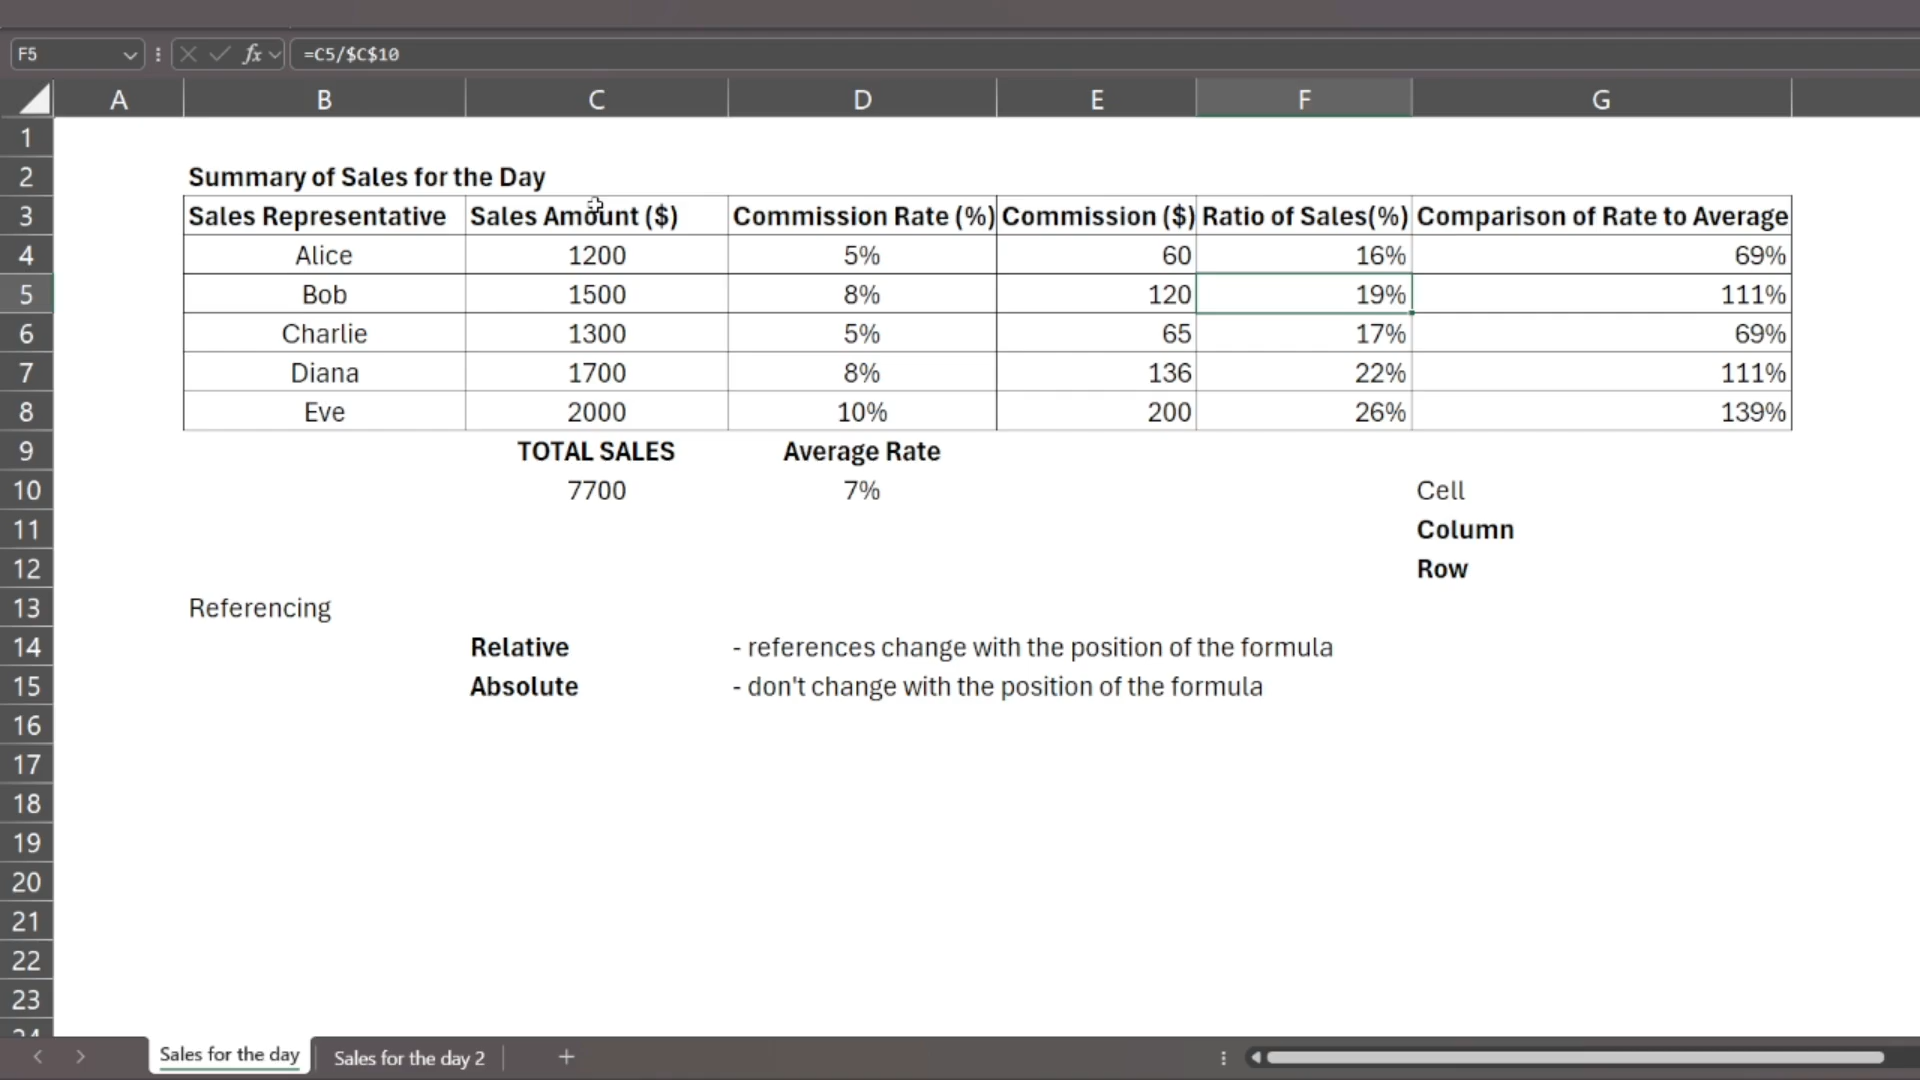 F5 fx =C5/$C$10
A B C D E F G
1
2 Summary of Sales for the Day
3 Sales Representative Sales Amount ($) Commission Rate (%) Commission ($) Ratio of Sales(%) Comparison of Rate to Average
4 Alice 1200 5% 60 16% 69%
5 Bob 1500 8% 120 19% 111%
6 Charlie 1300 5% 65 17% 69%
7 Diana 1700 8% 136 22% 111%
8 Eve 2000 10% 200 26% 139%
9 TOTAL SALES Average Rate
10 7700 7% Cell
11 Column
12 Row
13 Referencing
14 Relative - references change with the position of the formula
15 Absolute - don't change with the position of the formula
16
17
18
19
20
21
22
23
Sales for the day Sales for the day 2